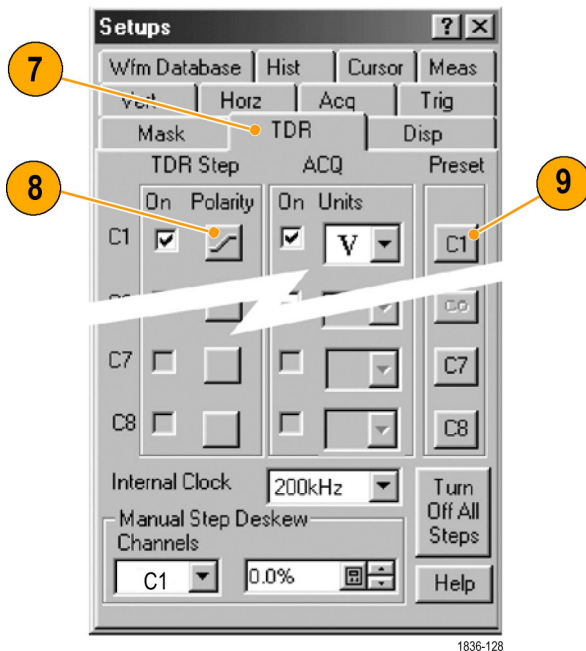 Setups
? ×
Wfm Database Hist Cursor Meas
Vert Horz Acq Trig
Mask TDR Disp
7
TDR Step ACQ Preset
8
9
On Polarity On Units
C1 V C1
C7 C7
C8 C8
Internal Clock 200kHz
Turn Off All Steps
Manual Step Deskew
Channels
C1 0.0%
Help
1836-128